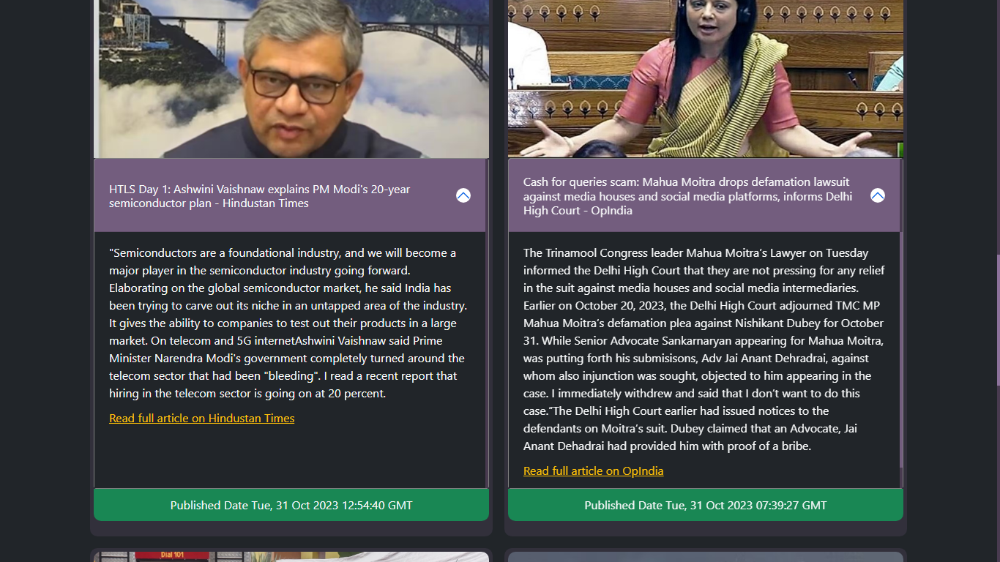 HTLS Day 1: Ashwini Vaishnaw explains PM Modi's 20-year
semiconductor plan - Hindustan Times
"Semiconductors are a foundational industry, and we will become a
major player in the semiconductor industry going forward.
Elaborating on the global semiconductor market, he said India has
been trying to carve out its niche in an untapped area of the industry.
It gives the ability to companies to test out their products in a large
market. On telecom and 5G internetAshwini Vaishnaw said Prime
Minister Narendra Modi's government completely turned around the
telecom sector that had been "bleeding". I read a recent report that
hiring in the telecom sector is going on at 20 percent.
Read full article on Hindustan Times
Published Date Tue, 31 Oct 2023 12:54:40 GMT
Cash for queries scam: Mahua Moitra drops defamation lawsuit
against media houses and social media platforms, informs Delhi
High Court - OpIndia
The Trinamool Congress leader Mahua Moitra’s Lawyer on Tuesday
informed the Delhi High Court that they are not pressing for any relief
in the suit against media houses and social media intermediaries.
Earlier on October 20, 2023, the Delhi High Court adjourned TMC MP
Mahua Moitra’s defamation plea against Nishikant Dubey for October
31. While Senior Advocate Sankarnaryan appearing for Mahua Moitra,
was putting forth his submisisons, Adv Jai Anant Dehradrai, against
whom also injunction was sought, objected to him appearing in the
case. I immediately withdrew and said that I don’t want to do this
case.”The Delhi High Court earlier had issued notices to the
defendants on Moitra’s suit. Dubey claimed that an Advocate, Jai
Anant Dehadrai had provided him with proof of a bribe.
Read full article on OpIndia
Published Date Tue, 31 Oct 2023 07:39:27 GMT
Dial 101